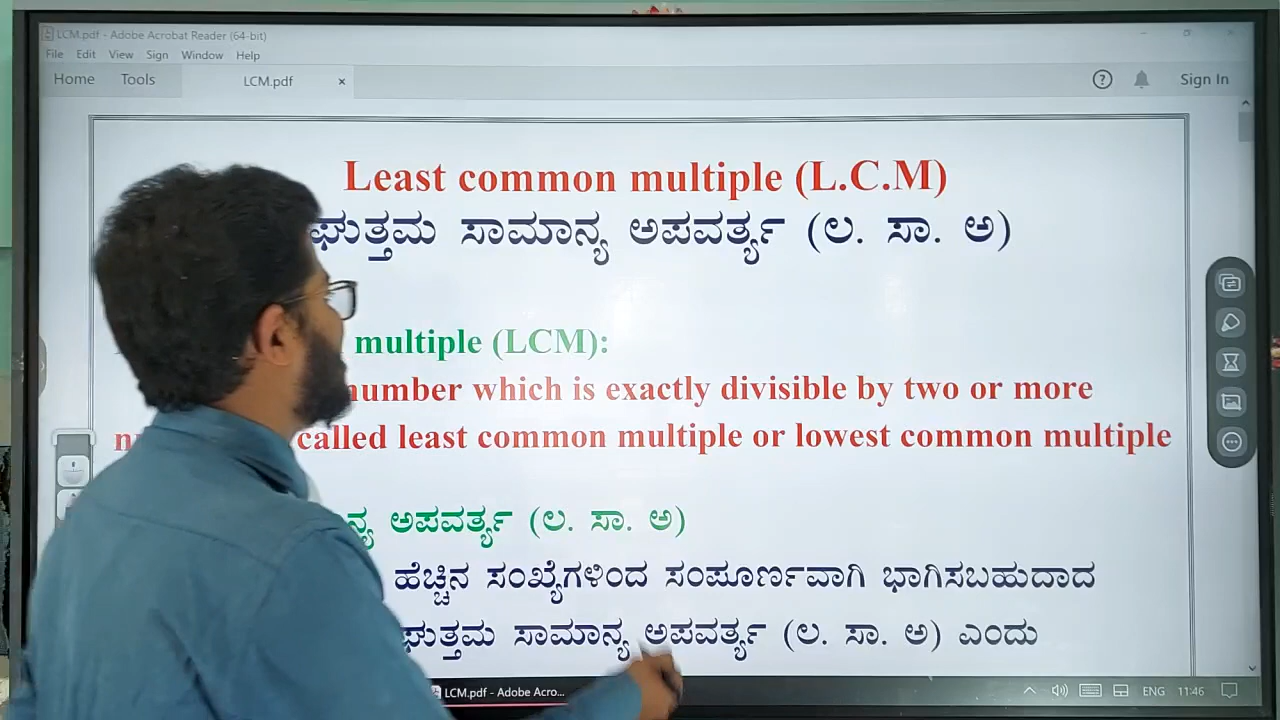 LCM.pdf - Adobe Acrobat Reader (64-bit)
File Edit View Sign Window Help
Home Tools LCM.pdf × ? Sign In
Least common multiple (L.C.M)
ಘುತ್ತಮ ಸಾಮಾನ್ಯ ಅಪವರ್ತ್ಯ (ಲ. ಸಾ. ಅ)
multiple (LCM):
number which is exactly divisible by two or more
called least common multiple or lowest common multiple
ಅಪವರ್ತ್ಯ (ಲ. ಸಾ. ಅ)
ಹೆಚ್ಚಿನ ಸಂಖ್ಯೆಗಳಿಂದ ಸಂಪೂರ್ಣವಾಗಿ ಭಾಗಿಸಬಹುದಾದ
ಘುತ್ತಮ ಸಾಮಾನ್ಯ ಅಪವರ್ತ್ಯ (ಲ. ಸಾ. ಅ) ಎಂದು
LCM.pdf - Adobe Acro... ENG 11:46